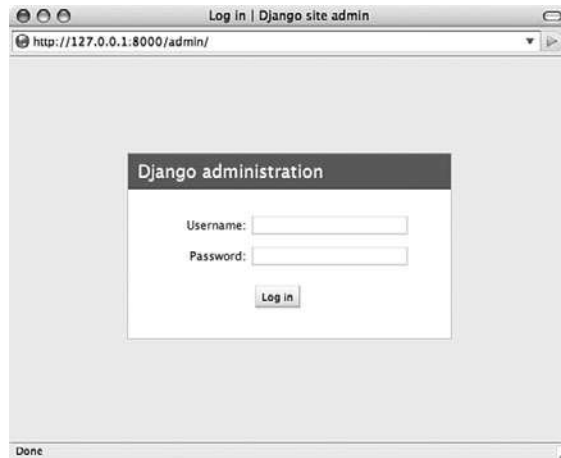 Log in | Django site admin
http://127.0.0.1:8000/admin/
Django administration
Username:
Password:
Log in
Done